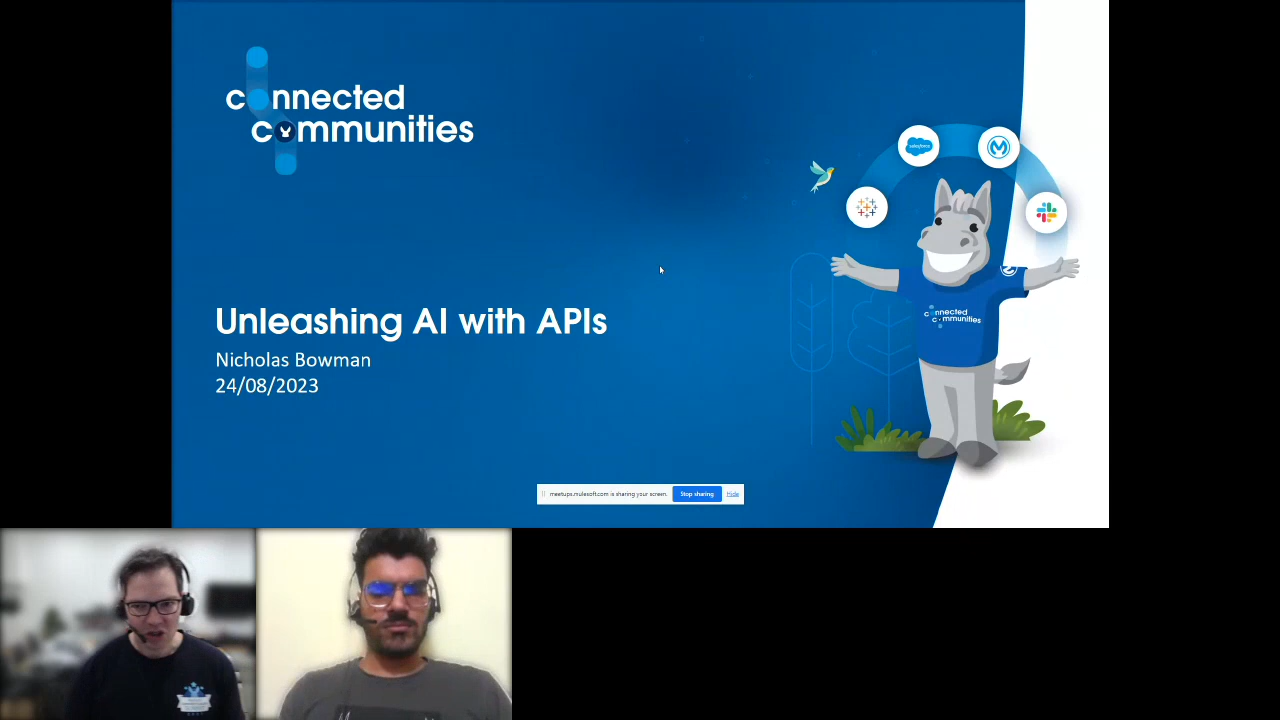 connected
communities
salesforce
Unleashing AI with APIs
Nicholas Bowman
24/08/2023
connected
communities
meetups.mulesoft.com is sharing your screen.
Stop sharing
Hide